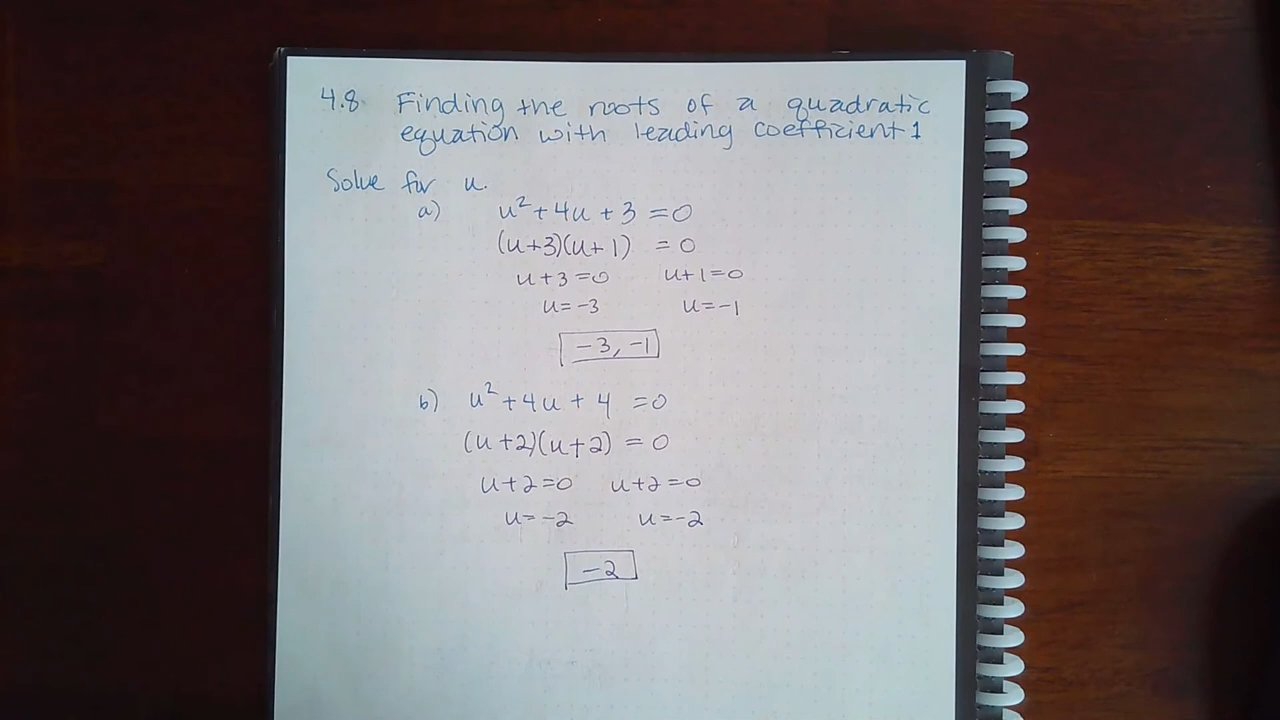 4.8 Finding the roots of a quadratic
equation with leading coefficient 1
Solve for u.
a) u² + 4u + 3 = 0
(u+3)(u+1) = 0
u+3=0 u+1=0
u=-3 u=-1
-3, -1
b) u² + 4u + 4 = 0
(u+2)(u+2) = 0
u+2=0 u+2=0
u=-2 u=-2
-2